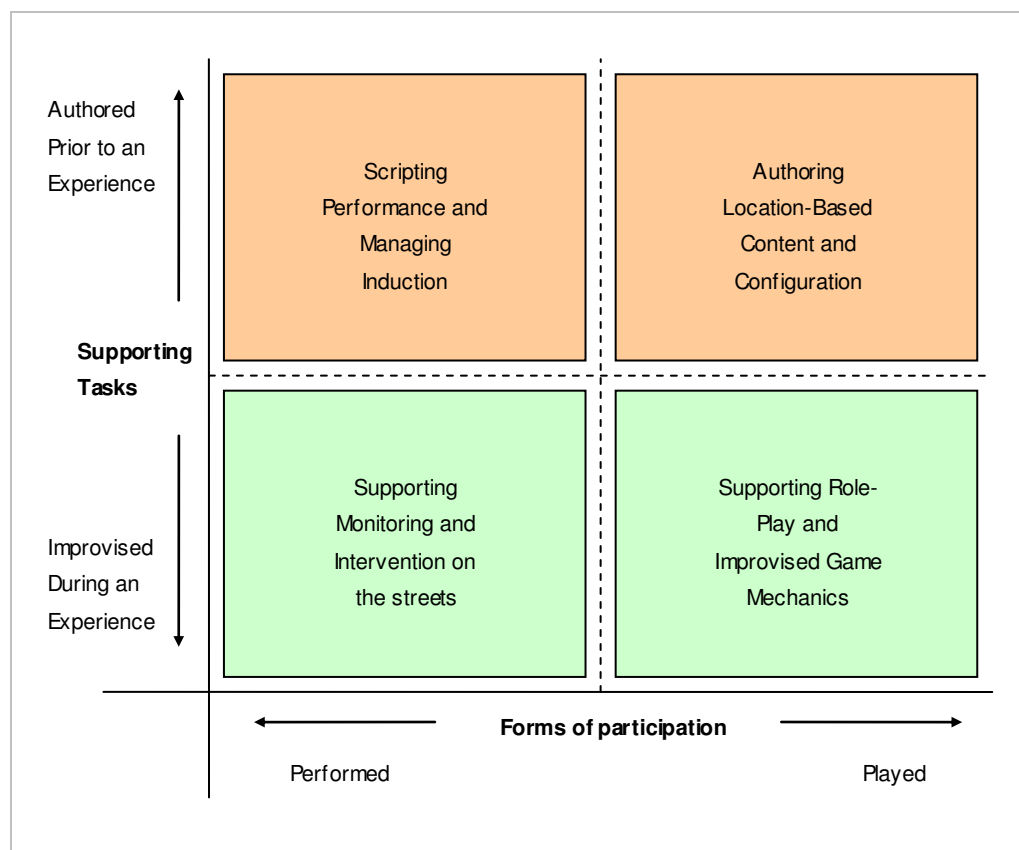 Authored
Prior to an
Experience
Scripting
Performance and
Managing
Induction
Authoring
Location-Based
Content and
Configuration
Supporting
Tasks
Improvised
During an
Experience
Supporting
Monitoring and
Intervention on
the streets
Supporting Role-
Play and
Improvised Game
Mechanics
Forms of participation
Performed
Played